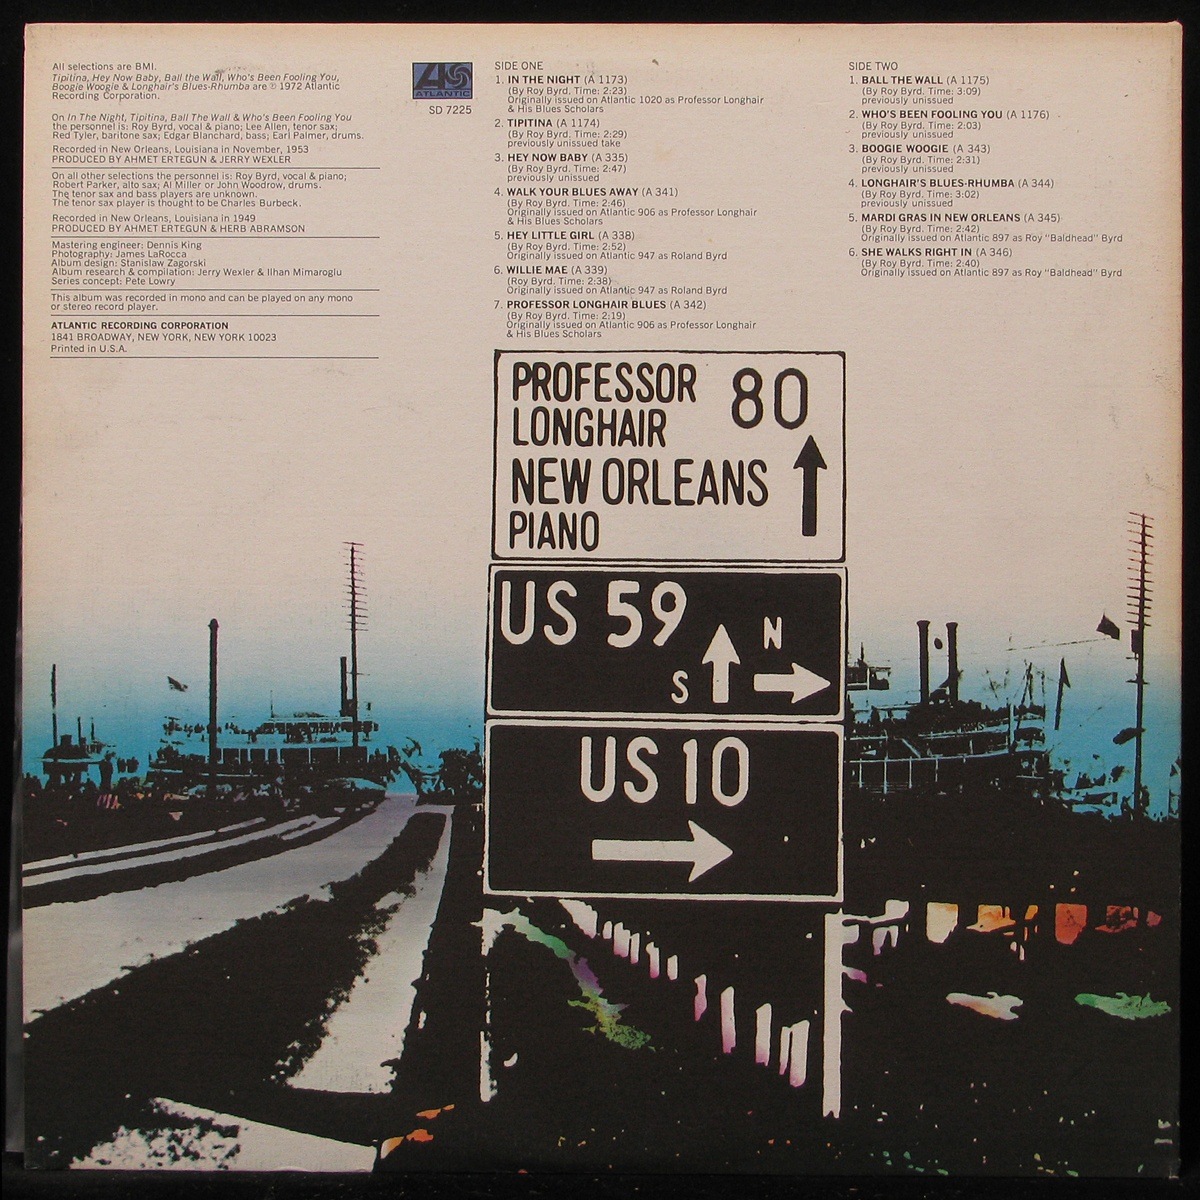 All selections are BMI.
Tipitina, Hey Now Baby, Ball the Wall, Who's Been Fooling You,
Boogie Woogie & Longhair's Blues-Rhumba are ℗ 1972 Atlantic
Recording Corporation.
On In The Night, Tipitina, Ball The Wall & Who's Been Fooling You
the personnel is: Roy Byrd, vocal & piano; Lee Allen, tenor sax;
Red Tyler, baritone sax; Edgar Blanchard, bass; Earl Palmer, drums.
Recorded in New Orleans, Louisiana in November, 1953
PRODUCED BY AHMET ERTEGUN & JERRY WEXLER
On all other selections the personnel is: Roy Byrd, vocal & piano;
Robert Parker, alto sax; Al Miller or John Woodrow, drums.
The tenor sax and bass players are unknown.
The tenor sax player is thought to be Charles Burbeck.
Recorded in New Orleans, Louisiana in 1949
PRODUCED BY AHMET ERTEGUN & HERB ABRAMSON
Mastering engineer: Dennis King
Photography: James LaRocca
Album design: Stanislaw Zagorski
Album research & compilation: Jerry Wexler & Ilhan Mimaroglu
Series concept: Pete Lowry
This album was recorded in mono and can be played on any mono
or stereo record player.
ATLANTIC RECORDING CORPORATION
1841 BROADWAY, NEW YORK, NEW YORK 10023
Printed in U.S.A.
ATLANTIC
SD 7225
SIDE ONE
1. IN THE NIGHT (A 1173)
(By Roy Byrd. Time: 2:23)
Originally issued on Atlantic 1020 as Professor Longhair
& His Blues Scholars
2. TIPITINA (A 1174)
(By Roy Byrd. Time: 2:29)
previously unissued take
3. HEY NOW BABY (A 335)
(By Roy Byrd. Time: 2:47)
previously unissued
4. WALK YOUR BLUES AWAY (A 341)
(By Roy Byrd. Time: 2:46)
Originally issued on Atlantic 906 as Professor Longhair
& His Blues Scholars
5. HEY LITTLE GIRL (A 338)
(By Roy Byrd. Time: 2:52)
Originally issued on Atlantic 947 as Roland Byrd
6. WILLIE MAE (A 339)
(Roy Byrd. Time: 2:38)
Originally issued on Atlantic 947 as Roland Byrd
7. PROFESSOR LONGHAIR BLUES (A 342)
(By Roy Byrd. Time: 2:19)
Originally issued on Atlantic 906 as Professor Longhair
& His Blues Scholars
SIDE TWO
1. BALL THE WALL (A 1175)
(By Roy Byrd. Time: 3:09)
previously unissued
2. WHO'S BEEN FOOLING YOU (A 1176)
(By Roy Byrd. Time: 2:03)
previously unissued
3. BOOGIE WOOGIE (A 343)
(By Roy Byrd. Time: 2:31)
previously unissued
4. LONGHAIR'S BLUES-RHUMBA (A 344)
(By Roy Byrd. Time: 3:02)
previously unissued
5. MARDI GRAS IN NEW ORLEANS (A 345)
(By Roy Byrd. Time: 2:42)
Originally issued on Atlantic 897 as Roy "Baldhead" Byrd
6. SHE WALKS RIGHT IN (A 346)
(By Roy Byrd. Time: 2:40)
Originally issued on Atlantic 897 as Roy "Baldhead" Byrd
PROFESSOR 80
LONGHAIR
NEW ORLEANS
PIANO
US 59
N
S
US 10